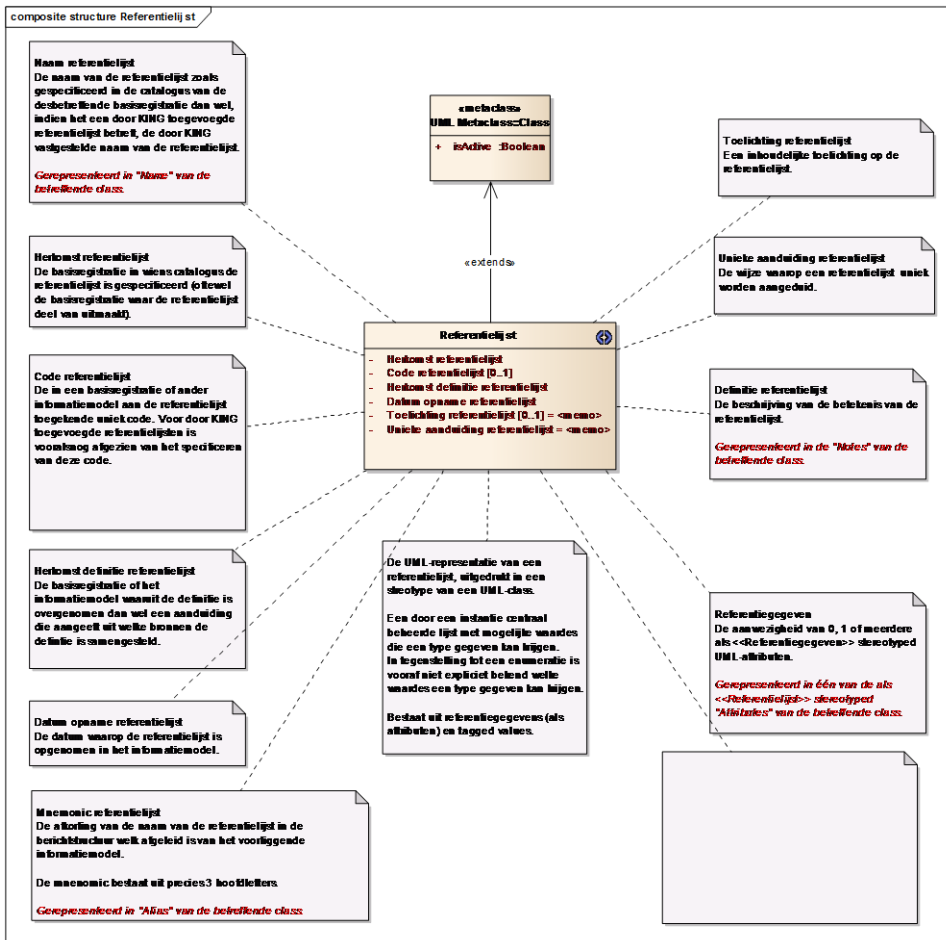 composite structure Referentielijst
Naam referentielijst
De naam van de referentielijst zoals
gespecificeerd in de catalogus van de
desbetreffende basisregistratie dan wel,
indien het een door KING toegevoegde
referentielijst betreft, de door KING
vastgestelde naam van de referentielijst.
Gerepresenteerd in "Name" van de
betreffende class.
«metaclass»
UML Metaclass::Class
+ isActive :Boolean
Toelichting referentielijst
Een inhoudelijke toelichting op de
referentielijst.
Herkomst referentielijst
De basisregistratie in wiens catalogus de
referentielijst is gespecificeerd (oftewel
de basisregistratie waar de referentielijst
deel van uitmaakt).
«extends»
Unieke aanduiding referentielijst
De wijze waarop een referentielijst uniek
worden aangeduid.
Referentielijst
- Herkomst referentielijst
- Code referentielijst [0..1]
- Herkomst definitie referentielijst
- Datum opname referentielijst
- Toelichting referentielijst [0..1] = <memo>
- Unieke aanduiding referentielijst = <memo>
Code referentielijst
De in een basisregistratie of ander
informatiemodel aan de referentielijst
toegekende unieke code. Voor door KING
toegevoegde referentielijsten is
vooralsnog afgezien van het specificeren
van deze code.
Definitie referentielijst
De beschrijving van de betekenis van de
referentielijst.
Gerepresenteerd in de "Notes" van de
betreffende class.
Herkomst definitie referentielijst
De basisregistratie of het
informatiemodel waaruit de definitie is
overgenomen dan wel een aanduiding
die aangeeft uit welke bronnen de
definitie is samengesteld.
De UML-representatie van een
referentielijst, uitgedrukt in een
streotype van een UML-class.
Een door een instantie centraal
beheerde lijst met mogelijke waardes
die een type gegeven kan krijgen.
In tegenstelling tot een enumeratie is
vooraf niet expliciet bekend welke
waardes een type gegeven kan krijgen.
Bestaat uit referentiegegevens (als
attributen) en tagged values.
Referentiegegeven
De aanwezigheid van 0, 1 of meerdere
als <<Referentiegegeven>> stereotyped
UML-attributen.
Gerepresenteerd in één van de als
<<Referentielijst>> stereotyped
"Attributes" van de betreffende class.
Datum opname referentielijst
De datum waarop de referentielijst is
opgenomen in het informatiemodel.
Mnemonic referentielijst
De afkorting van de naam van de referentielijst in de
berichtstructuur welk afgeleid is van het voorliggende
informatiemodel.
De mnenomic bestaat uit precies 3 hoofdletters.
Gerepresenteerd in "Alias" van de betreffende class.